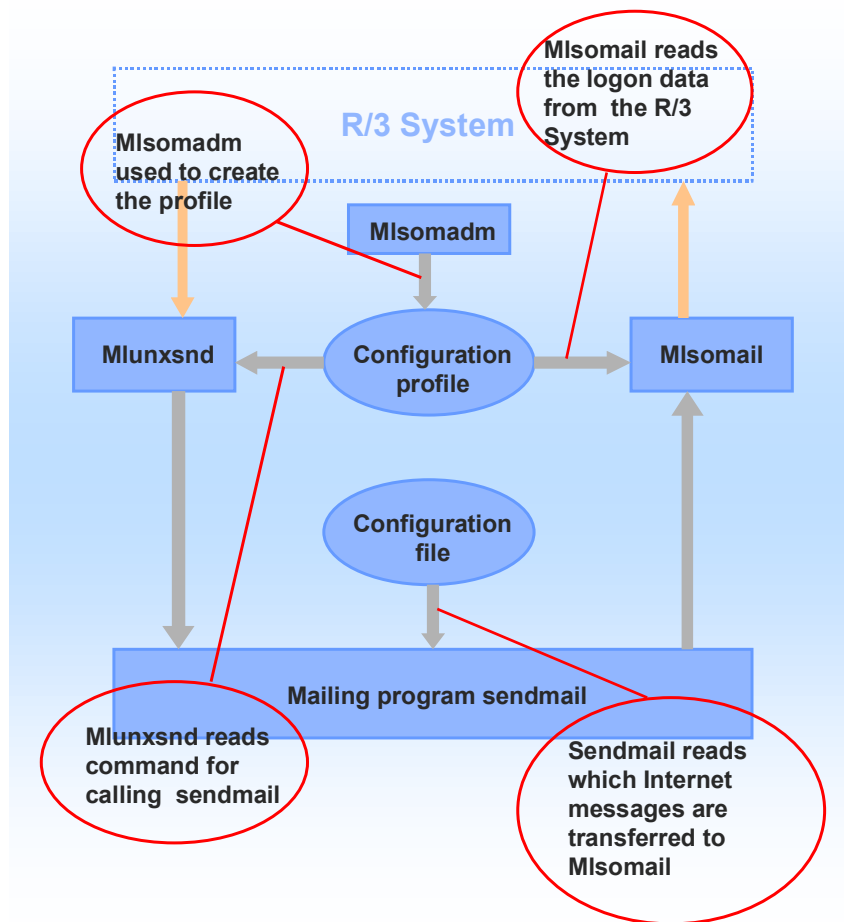 MIsomail reads
the logon data
from the R/3
System
R/3 System
MIsomadm
used to create
the profile
MIsomadm
MIunxsnd
Configuration
profile
MIsomail
Configuration
file
Mailing program sendmail
MIunxsnd reads
command for
calling sendmail
Sendmail reads
which Internet
messages are
transferred to
MIsomail